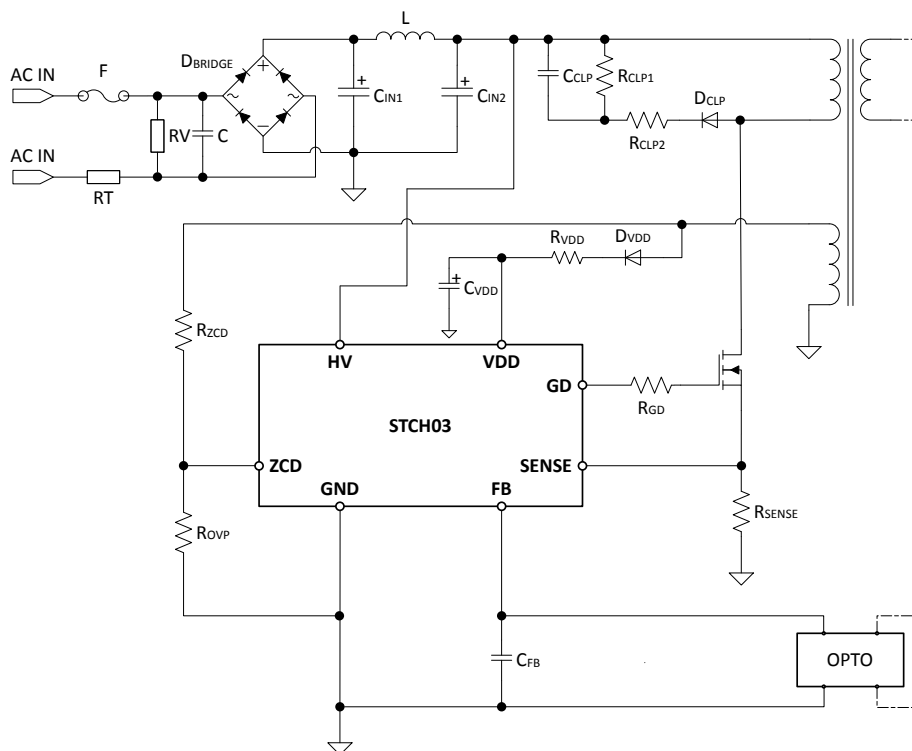 L
F
DBRIDGE
AC IN
+
+
+
CIN1
CIN2
CCLP
RCLP1
DCLP
~
~
RV
C
RCLP2
AC IN
−
RT
RVDD
DVDD
+
CVDD
RZCD
HV
VDD
GD
RGD
STCH03
ZCD
SENSE
GND
FB
RSENSE
ROVP
CFB
OPTO